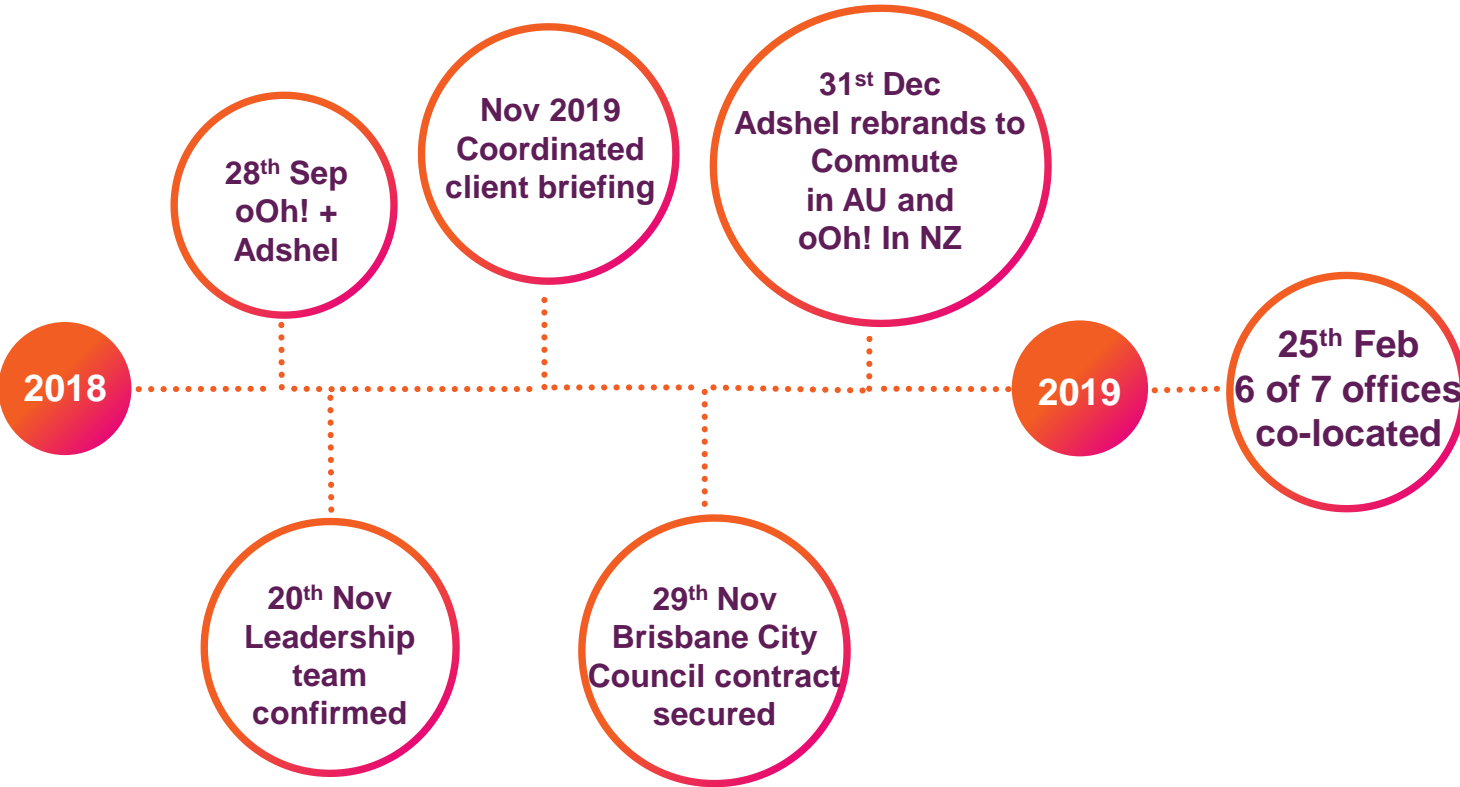 2018
28th Sep
oOh! +
Adshel
20th Nov
Leadership
team
confirmed
Nov 2019
Coordinated
client briefing
29th Nov
Brisbane City
Council contract
secured
31st Dec
Adshel rebrands to
Commute
in AU and
oOh! In NZ
2019
25th Feb
6 of 7 offices
co-located